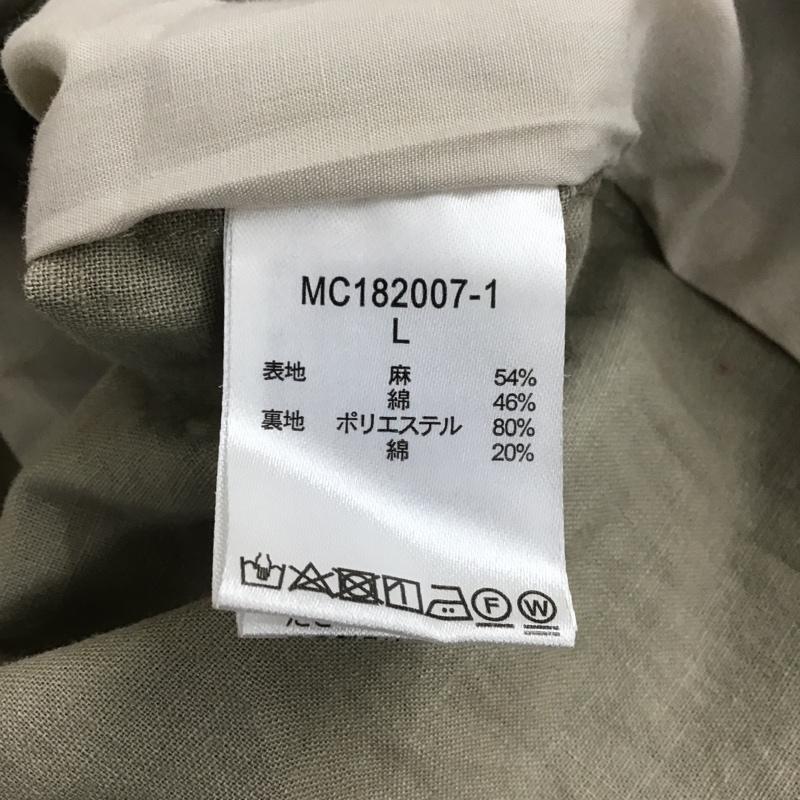 MC182007-1
L
表地 麻 54%
綿 46%
裏地 ポリエステル 80%
綿 20%
F W